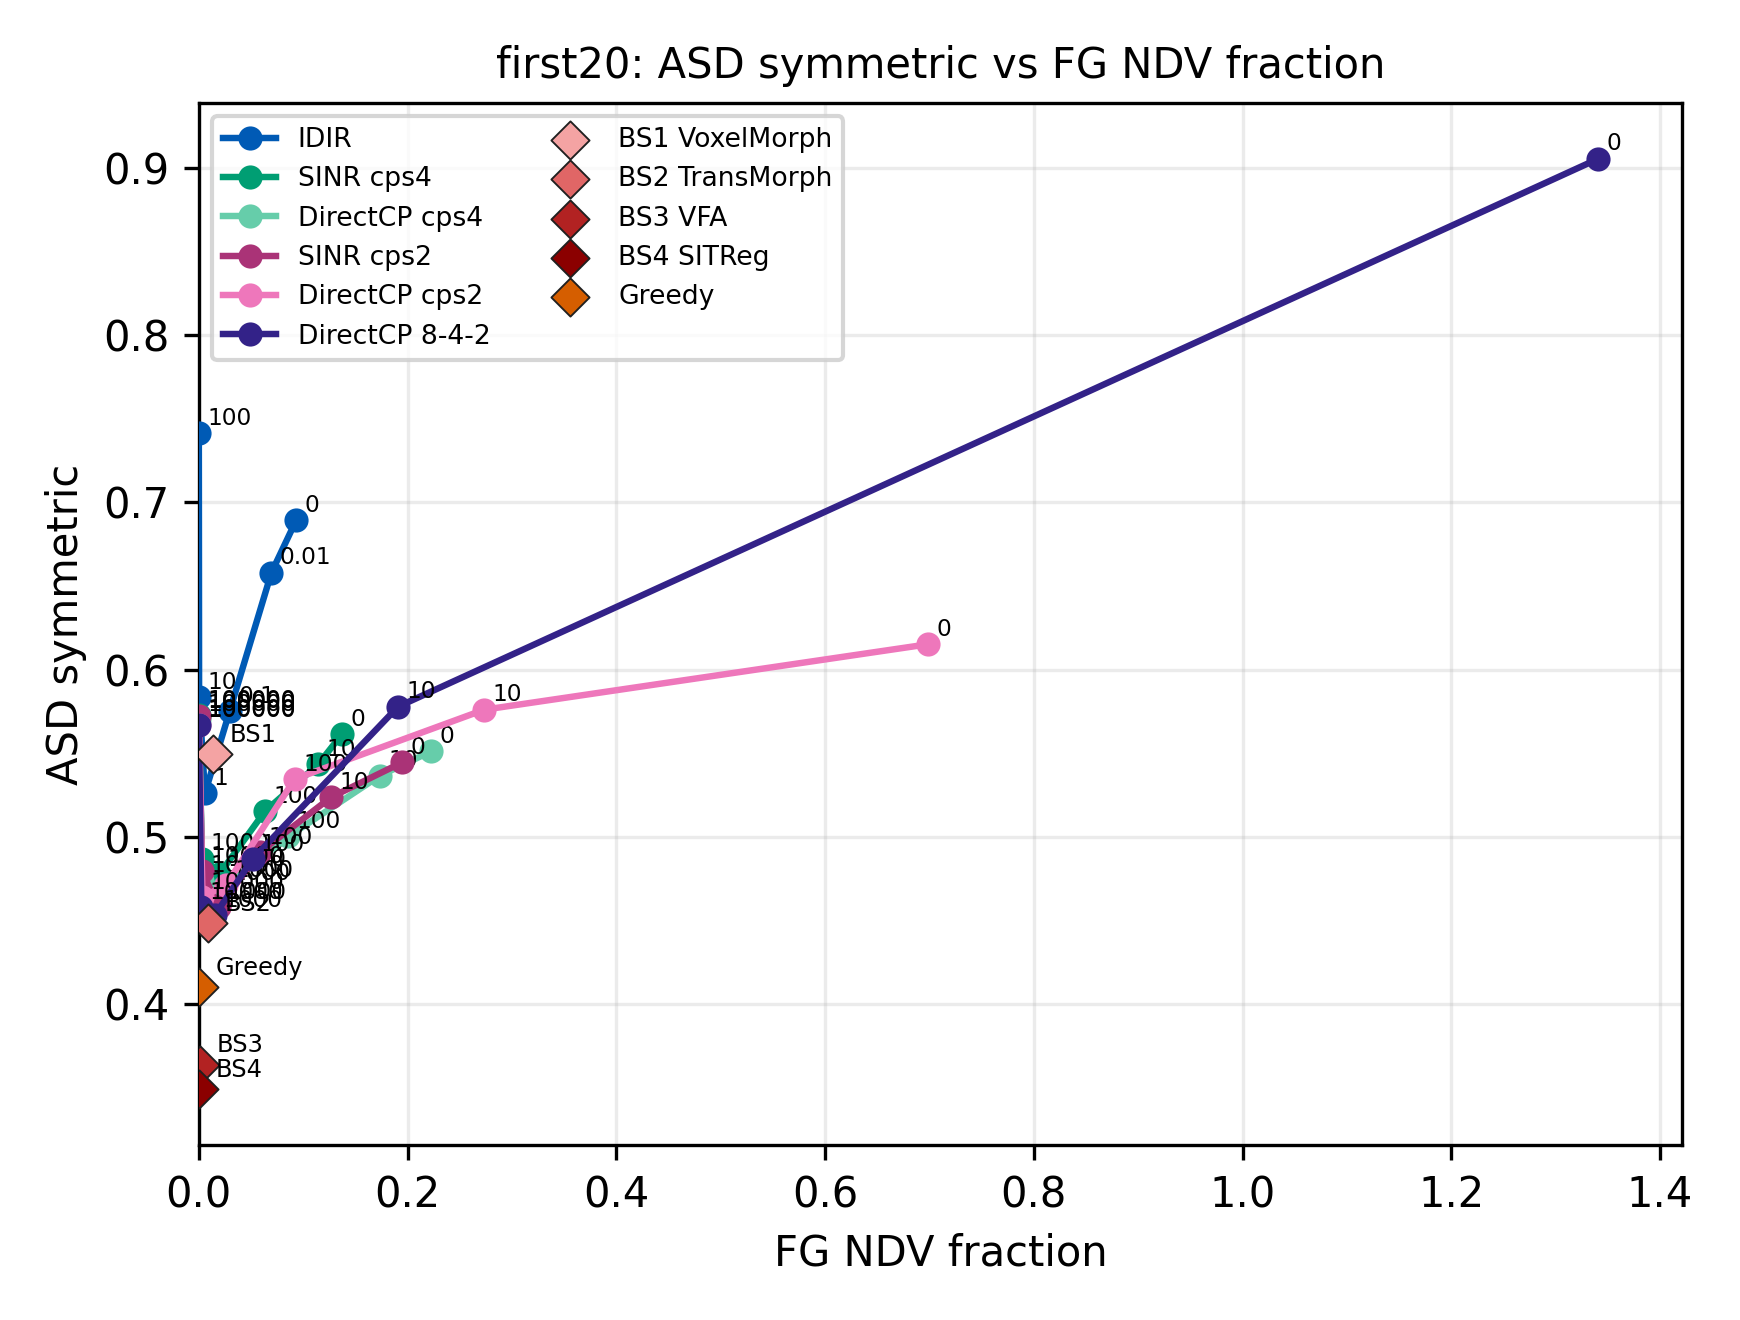 first20: ASD symmetric vs FG NDV fraction
IDIR
SINR cps4
DirectCP cps4
SINR cps2
DirectCP cps2
DirectCP 8-4-2
BS1 VoxelMorph
BS2 TransMorph
BS3 VFA
BS4 SITReg
Greedy
ASD symmetric
0.9
0.8
0.7
0.6
0.5
0.4
0
100
0
0.01
0
10
10
10
BS1
0
0
0
1
10
10
100
100
100
BS2
Greedy
BS3
BS4
0.0
0.2
0.4
0.6
0.8
1.0
1.2
1.4
FG NDV fraction